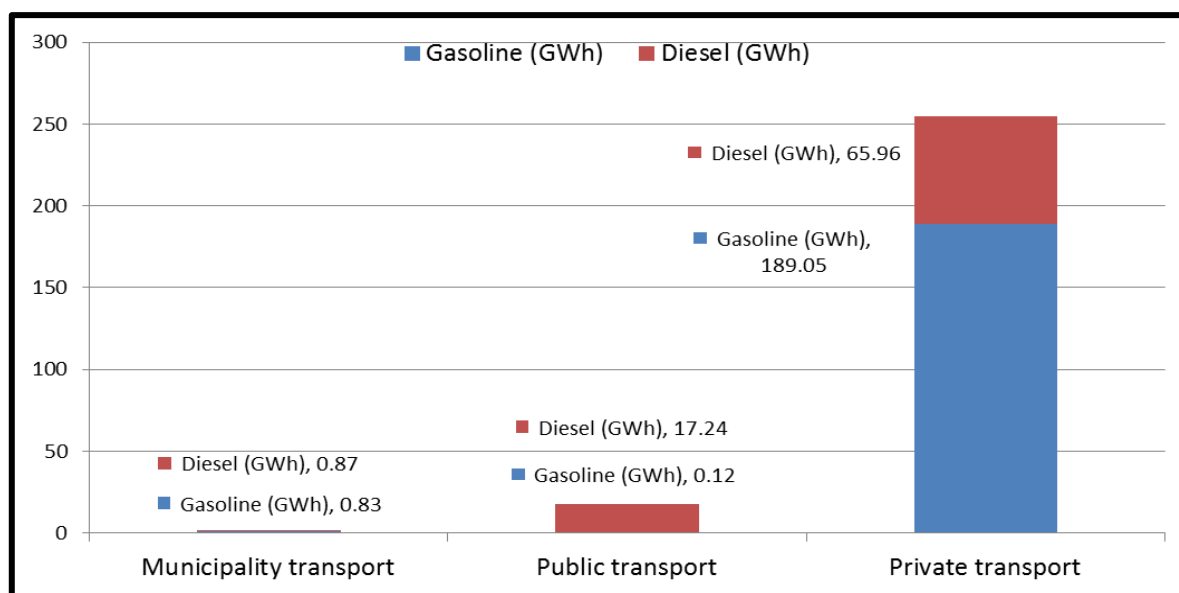 300
Gasoline (GWh) Diesel (GWh)
250
Diesel (GWh), 65.96
200
Gasoline (GWh),
189.05
150
100
Diesel (GWh), 17.24
50
Diesel (GWh), 0.87
Gasoline (GWh), 0.12
Gasoline (GWh), 0.83
0
Municipality transport Public transport Private transport